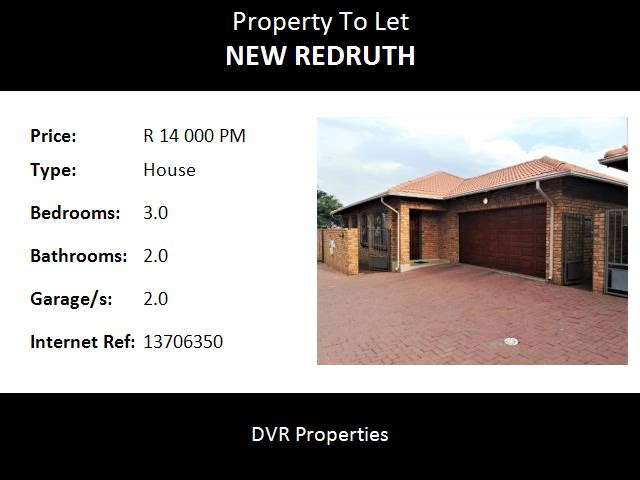 Property To Let
NEW REDRUTH
Price: R 14 000 PM
Type: House
Bedrooms: 3.0
Bathrooms: 2.0
Garage/s: 2.0
Internet Ref: 13706350
DVR Properties